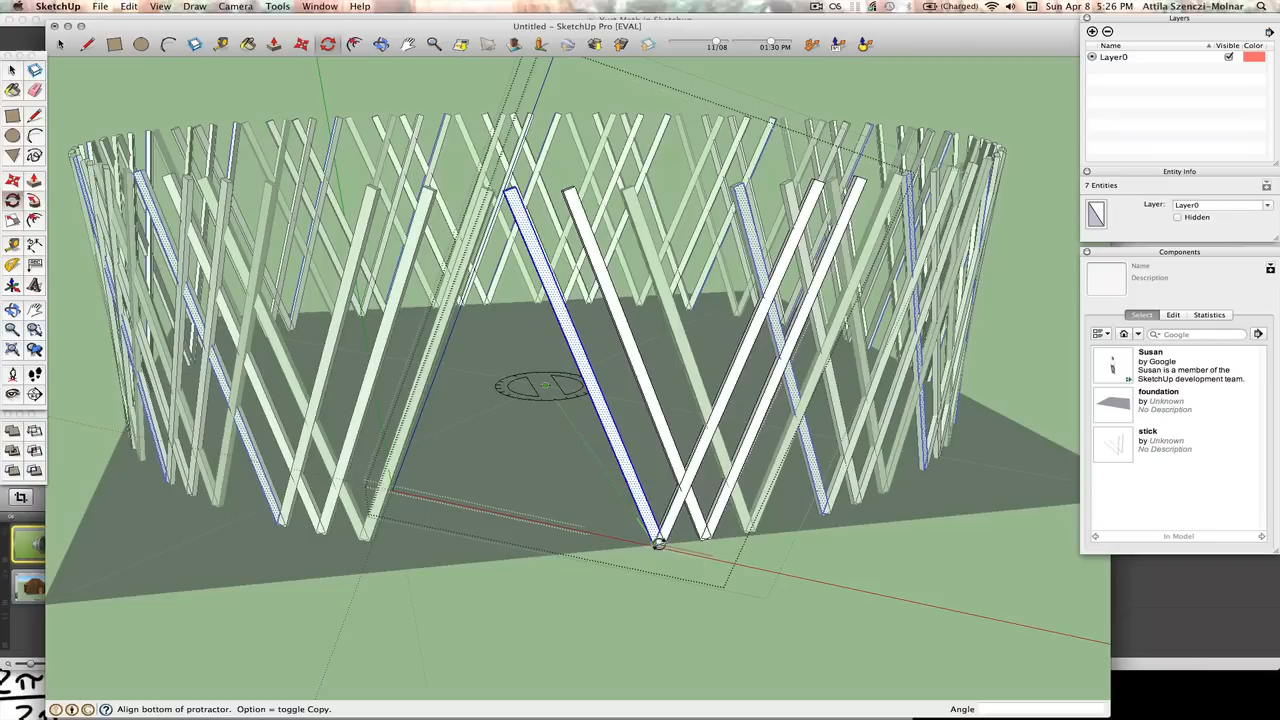 SketchUp File Edit View Draw Camera Tools Window Help
(Charged) Sun Apr 8 5:26 PM Attila Szenczi-Molnar
Untitled – SketchUp Pro [EVAL]
11/08 01:30 PM
Layers
Name Visible Color
Layer0
Entity Info
7 Entities
Layer: Layer0
Hidden
Components
Name
Description
Select Edit Statistics
Google
Susan
by Google
Susan is a member of the
SketchUp development team.
foundation
by Unknown
No Description
stick
by Unknown
No Description
In Model
Align bottom of protractor. Option = toggle Copy.
Angle